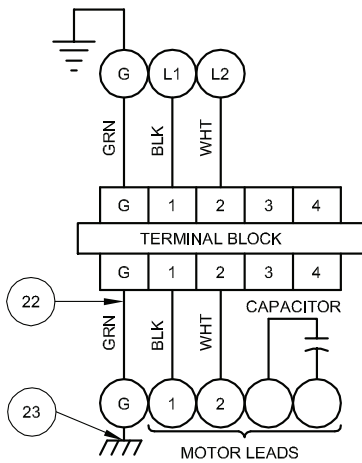 G L1 L2
GRN BLK WHT
G 1 2 3 4
TERMINAL BLOCK
G 1 2 3 4
22
CAPACITOR
GRN BLK WHT
G 1 2
23
MOTOR LEADS